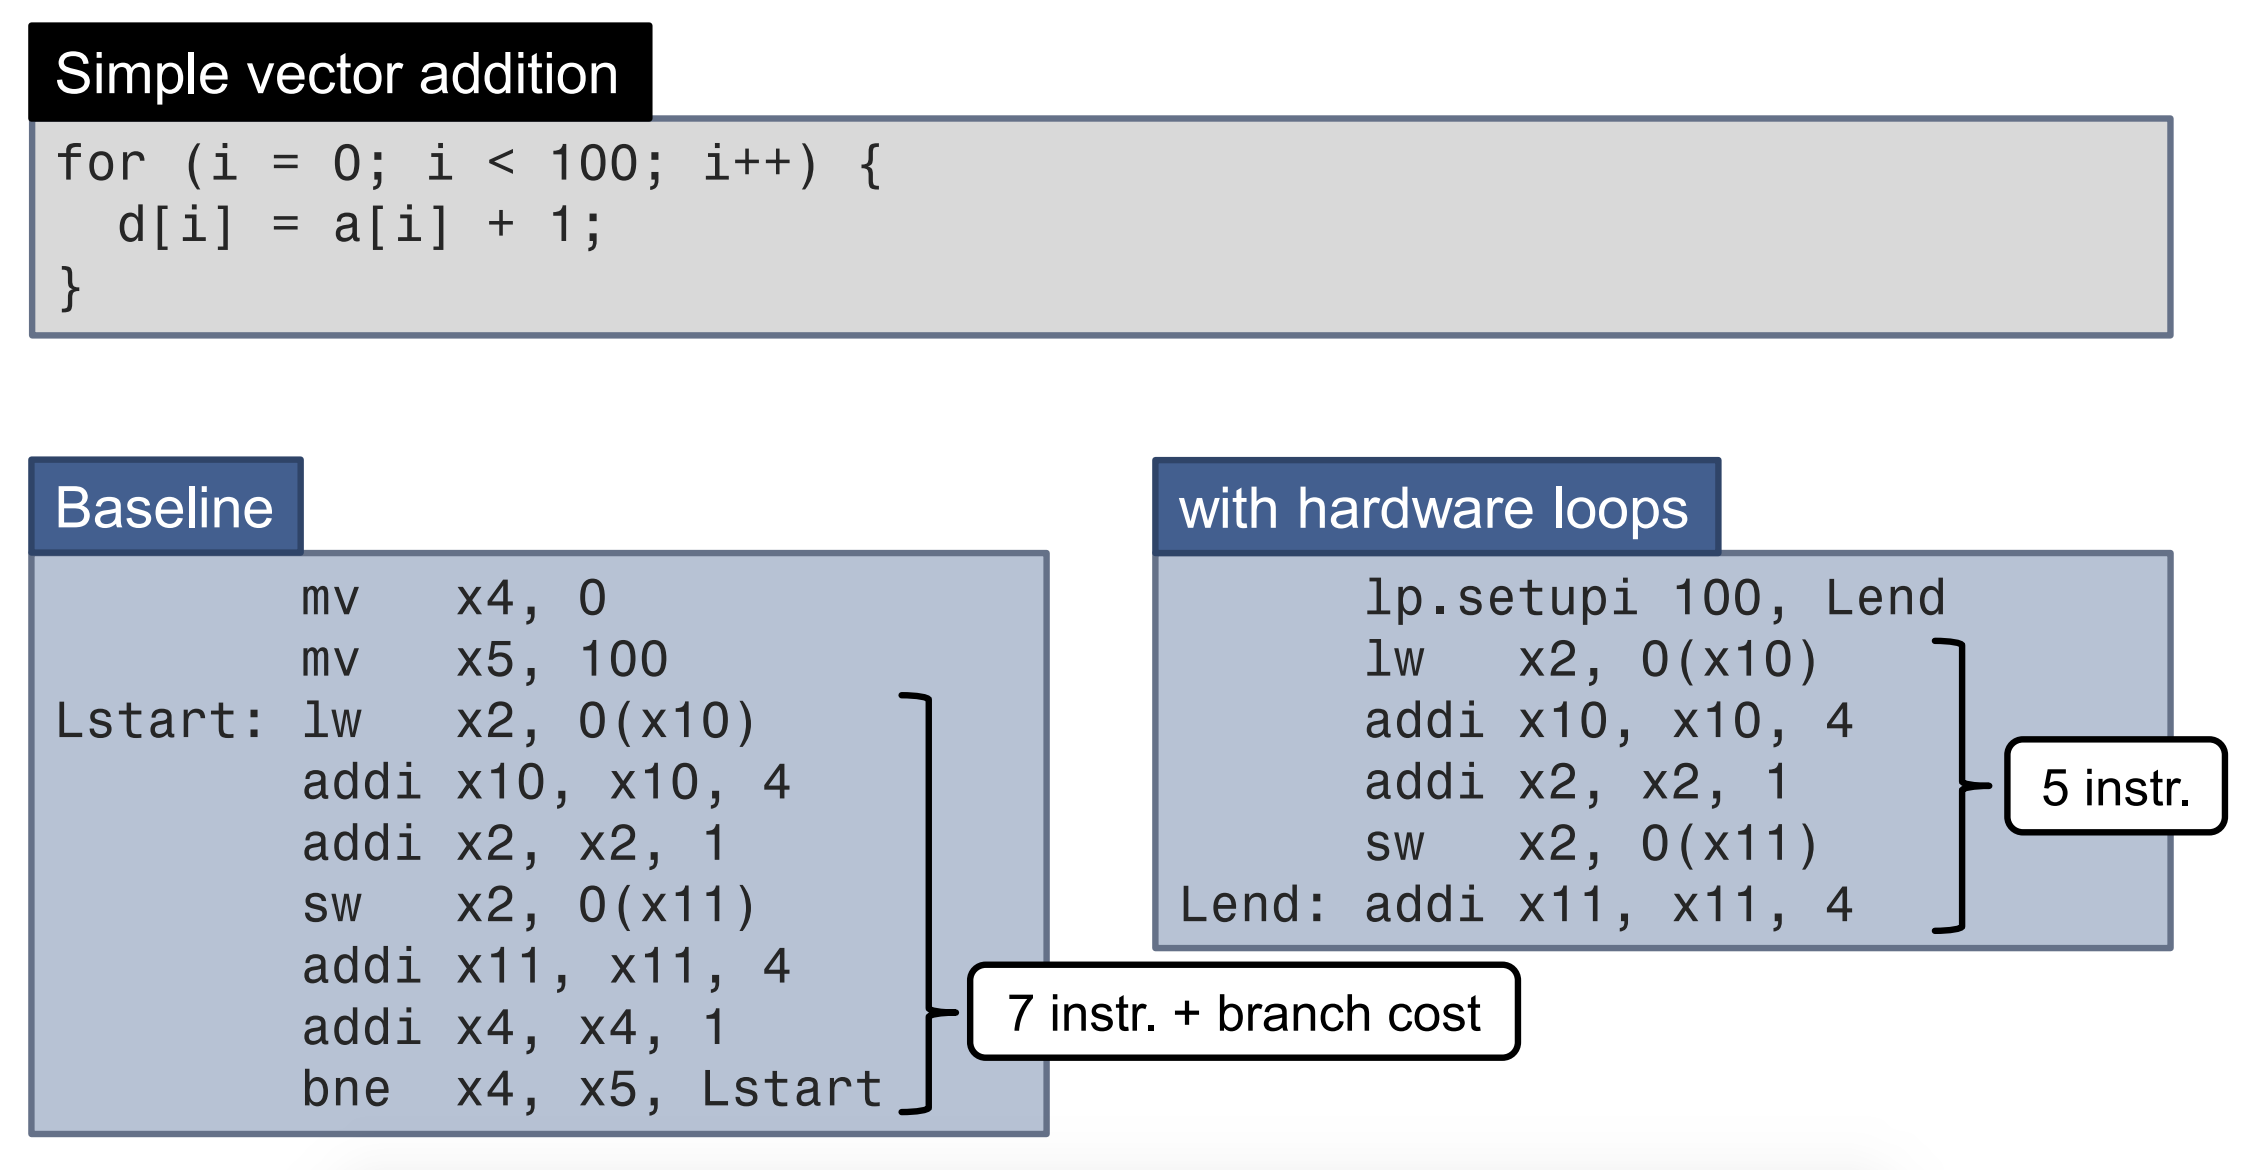 Simple vector addition
for (i = 0; i < 100; i++) {
  d[i] = a[i] + 1;
}
Baseline
mv x4, 0
mv x5, 100
Lstart: lw x2, 0(x10)
addi x10, x10, 4
addi x2, x2, 1
sw x2, 0(x11)
addi x11, x11, 4
addi x4, x4, 1
bne x4, x5, Lstart
7 instr. + branch cost
with hardware loops
lp.setupi 100, Lend
lw x2, 0(x10)
addi x10, x10, 4
addi x2, x2, 1
sw x2, 0(x11)
Lend: addi x11, x11, 4
5 instr.